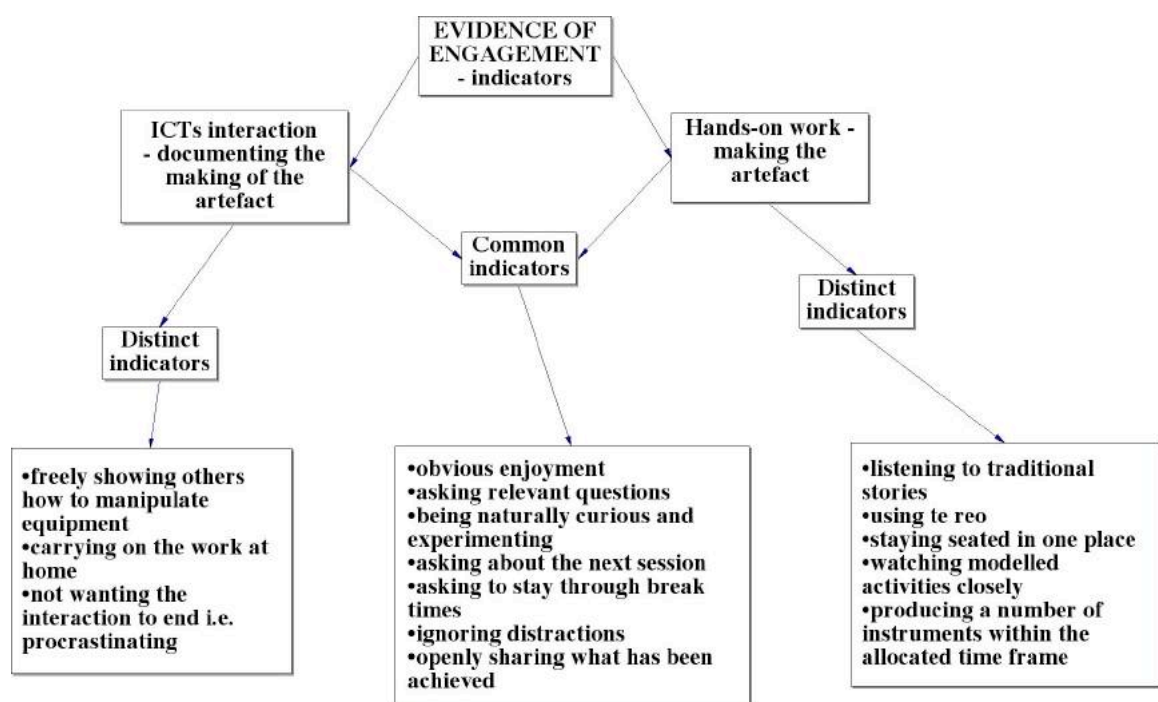 EVIDENCE OF
ENGAGEMENT
- indicators
ICTs interaction
- documenting the
making of the
artefact
Hands-on work -
making the
artefact
Common
indicators
Distinct
indicators
Distinct
indicators
•freely showing others
how to manipulate
equipment
•carrying on the work at
home
•not wanting the
interaction to end i.e.
procrastinating
•obvious enjoyment
•asking relevant questions
•being naturally curious and
experimenting
•asking about the next session
•asking to stay through break
times
•ignoring distractions
•openly sharing what has been
achieved
•listening to traditional
stories
•using te reo
•staying seated in one place
•watching modelled
activities closely
•producing a number of
instruments within the
allocated time frame